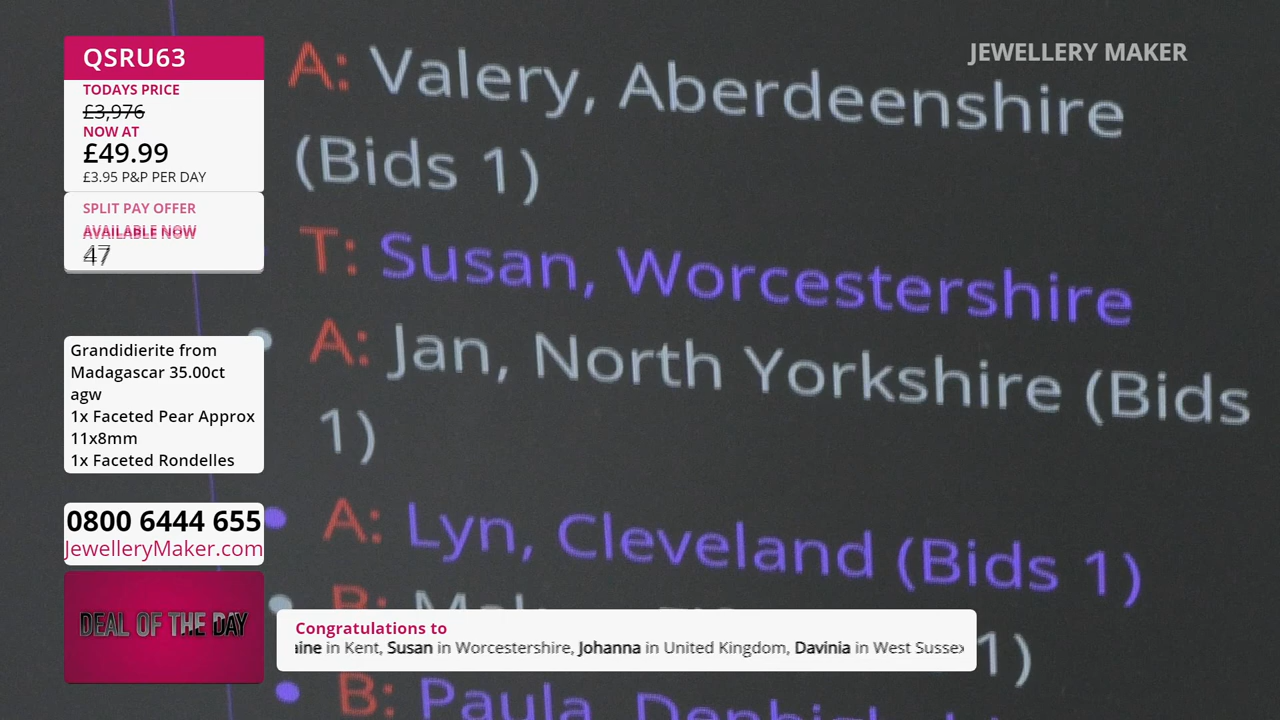 QSRU63
TODAYS PRICE
£3,976
NOW AT
£49.99
£3.95 P&P PER DAY
SPLIT PAY OFFER
AVAILABLE NOW
47
Grandidierite from
Madagascar 35.00ct
agw
1x Faceted Pear Approx
11x8mm
1x Faceted Rondelles
0800 6444 655
JewelleryMaker.com
DEAL OF THE DAY
JEWELLERY MAKER
A: Valery, Aberdeenshire
(Bids 1)
T: Susan, Worcestershire
A: Jan, North Yorkshire (Bids
1)
A: Lyn, Cleveland (Bids 1)
B:
1)
B: Paula,
Congratulations to
aine in Kent, Susan in Worcestershire, Johanna in United Kingdom, Davinia in West Sussex